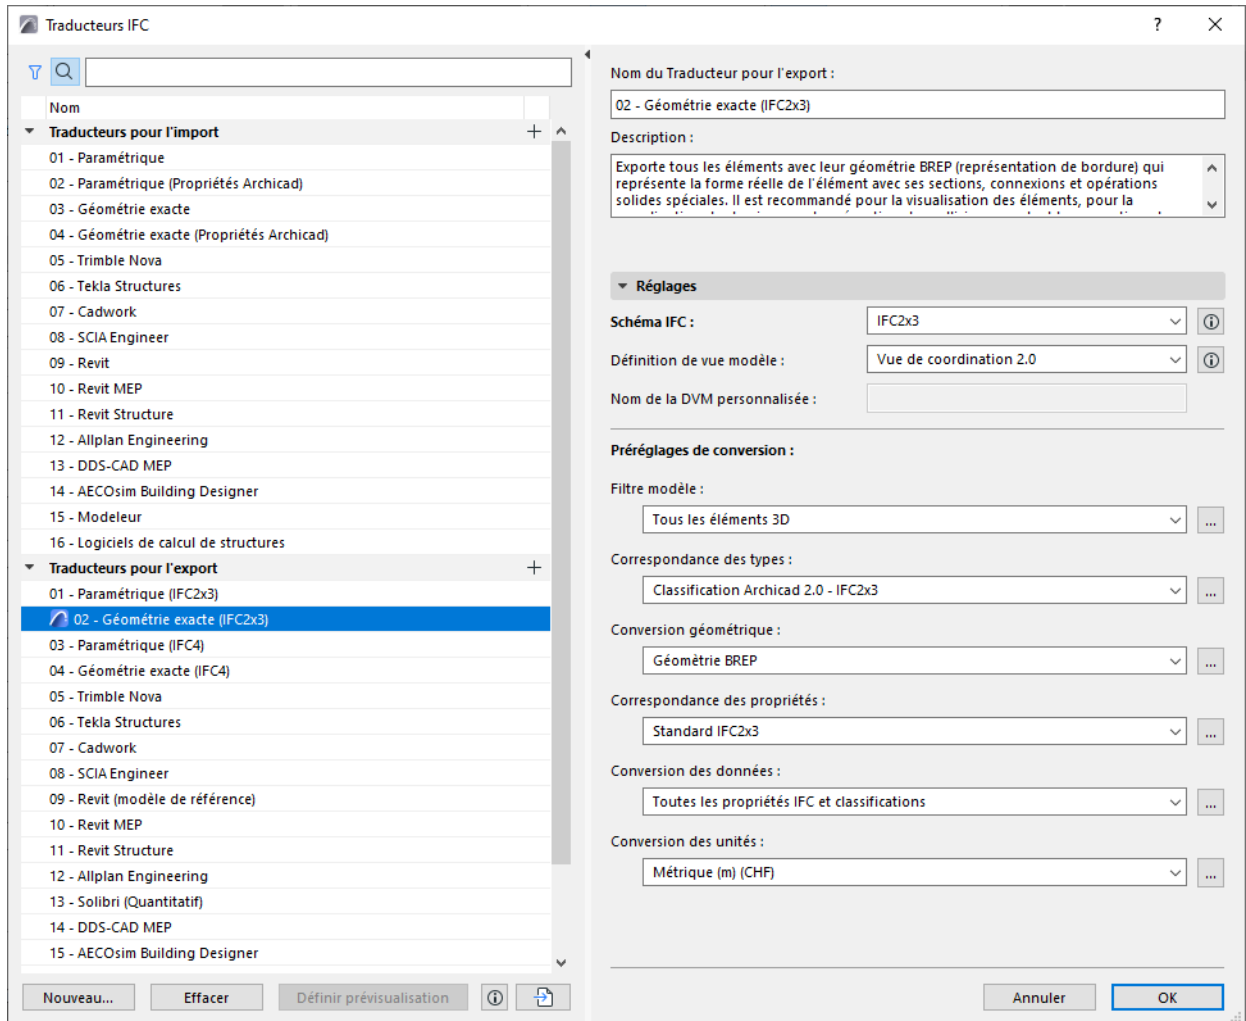 Traducteurs IFC
?
Nom
Traducteurs pour l'import
01 - Paramétrique
02 - Paramétrique (Propriétés Archicad)
03 - Géométrie exacte
04 - Géométrie exacte (Propriétés Archicad)
05 - Trimble Nova
06 - Tekla Structures
07 - Cadwork
08 - SCIA Engineer
09 - Revit
10 - Revit MEP
11 - Revit Structure
12 - Allplan Engineering
13 - DDS-CAD MEP
14 - AECOsim Building Designer
15 - Modeleur
16 - Logiciels de calcul de structures
Traducteurs pour l'export
01 - Paramétrique (IFC2x3)
02 - Géométrie exacte (IFC2x3)
03 - Paramétrique (IFC4)
04 - Géométrie exacte (IFC4)
05 - Trimble Nova
06 - Tekla Structures
07 - Cadwork
08 - SCIA Engineer
09 - Revit (modèle de référence)
10 - Revit MEP
11 - Revit Structure
12 - Allplan Engineering
13 - Solibri (Quantitatif)
14 - DDS-CAD MEP
15 - AECOsim Building Designer
Nouveau...
Effacer
Définir prévisualisation
Nom du Traducteur pour l'export :
02 - Géométrie exacte (IFC2x3)
Description :
Exporte tous les éléments avec leur géométrie BREP (représentation de bordure) qui
représente la forme réelle de l'élément avec ses sections, connexions et opérations
solides spéciales. Il est recommandé pour la visualisation des éléments, pour la
Réglages
Schéma IFC :
IFC2x3
Définition de vue modèle :
Vue de coordination 2.0
Nom de la DVM personnalisée :
Préréglages de conversion :
Filtre modèle :
Tous les éléments 3D
...
Correspondance des types :
Classification Archicad 2.0 - IFC2x3
...
Conversion géométrique :
Géomètrie BREP
...
Correspondance des propriétés :
Standard IFC2x3
...
Conversion des données :
Toutes les propriétés IFC et classifications
...
Conversion des unités :
Métrique (m) (CHF)
...
Annuler
OK